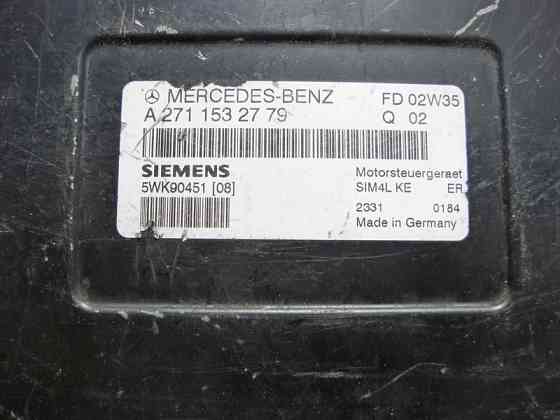 MERCEDES-BENZ FD 02W35
A 271 153 27 79 Q 02
SIEMENS Motorsteuergeraet
5WK90451 [08] SIM4L KE ER
2331 0184
Made in Germany